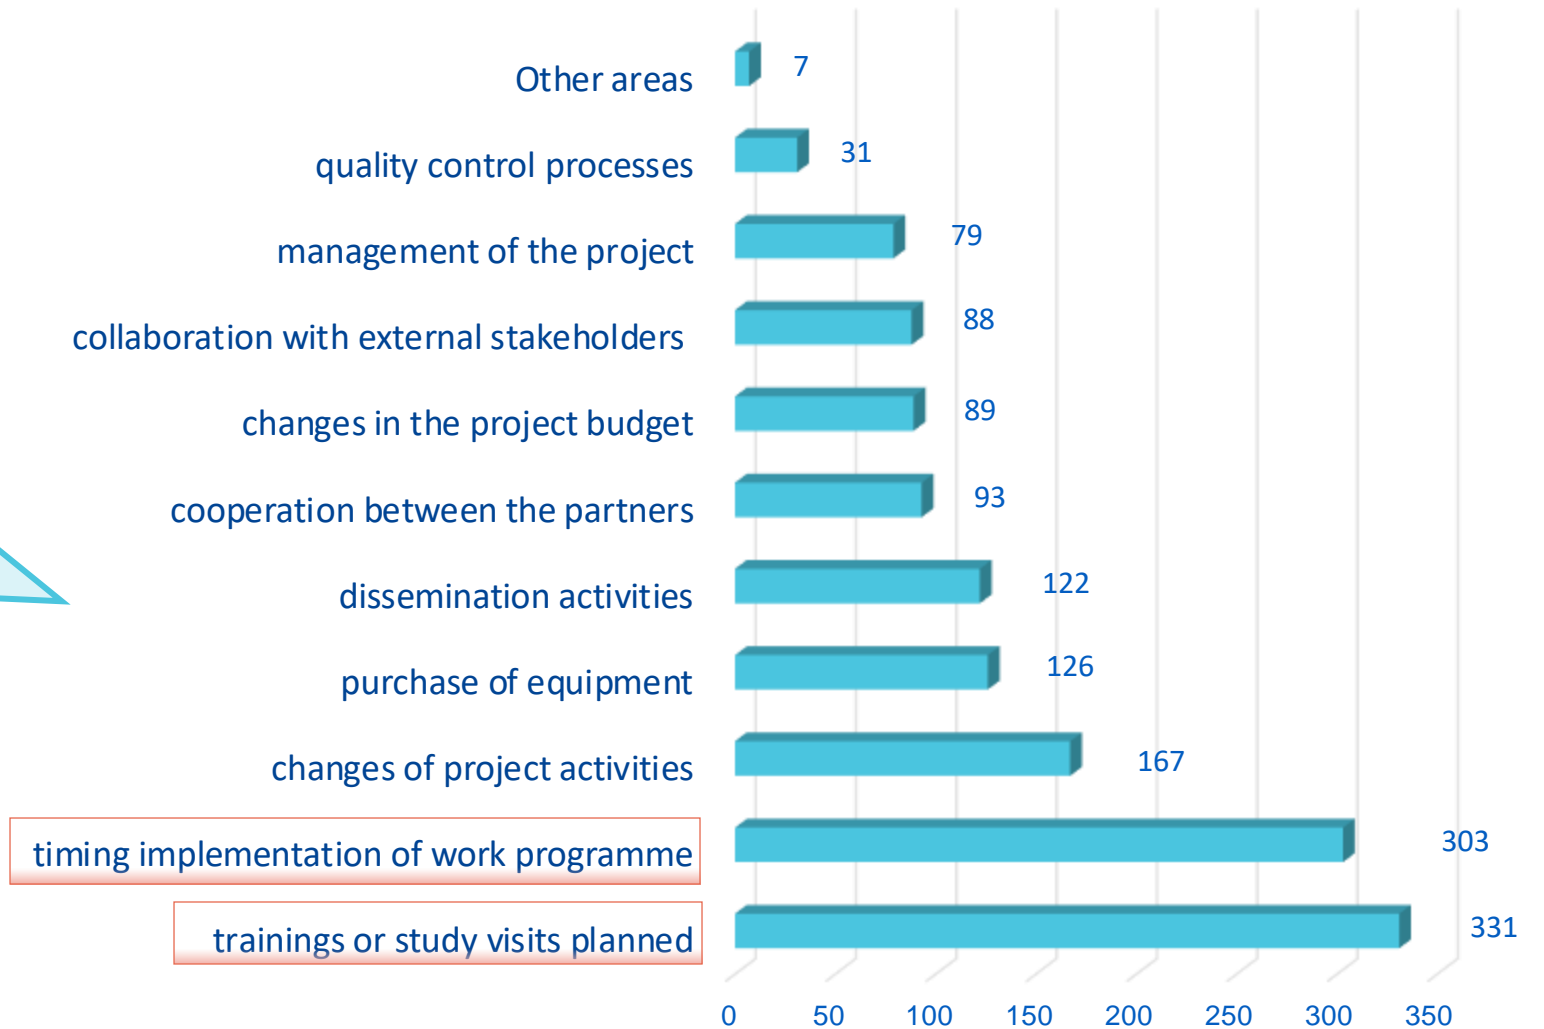 Other areas 7
quality control processes 31
management of the project 79
collaboration with external stakeholders 88
changes in the project budget 89
cooperation between the partners 93
dissemination activities 122
purchase of equipment 126
changes of project activities 167
timing implementation of work programme 303
trainings or study visits planned 331
0 50 100 150 200 250 300 350